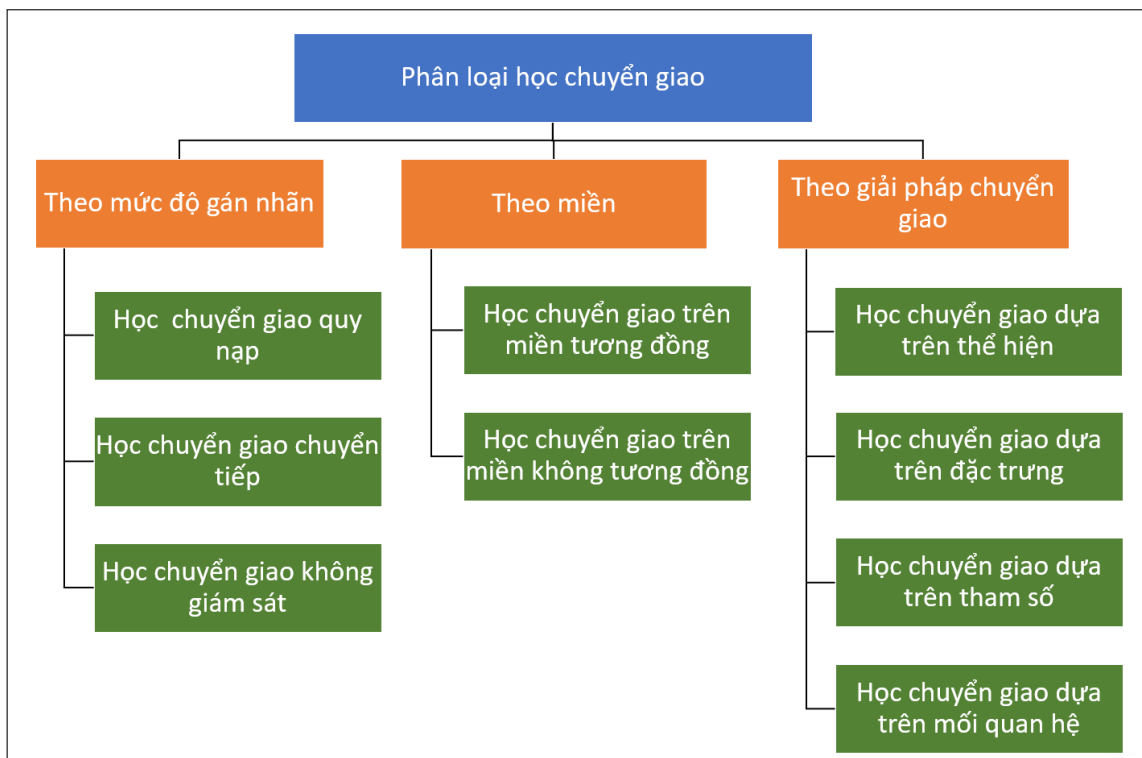 Phân loại học chuyển giao
Theo mức độ gán nhãn
Học chuyển giao quy
nạp
Học chuyển giao chuyển
tiếp
Học chuyển giao không
giám sát
Theo miền
Học chuyển giao trên
miền tương đồng
Học chuyển giao trên
miền không tương đồng
Theo giải pháp chuyển
giao
Học chuyển giao dựa
trên thể hiện
Học chuyển giao dựa
trên đặc trưng
Học chuyển giao dựa
trên tham số
Học chuyển giao dựa
trên mối quan hệ